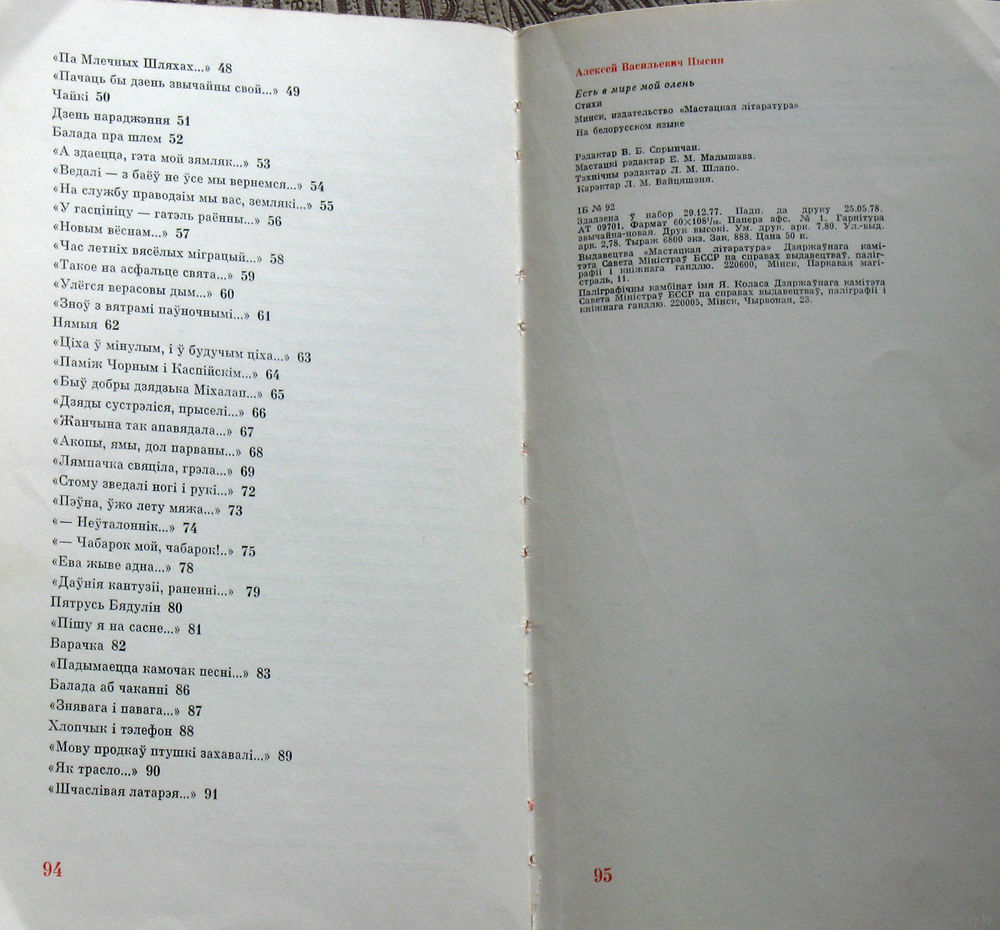 «Па Млечных Шляхах...» 48
«Пачаць бы дзень звычайны свой...» 49
Чайкі 50
Дзень нараджэння 51
Балада пра шлем 52
«А здаецца, гэта мой зямляк...» 53
«Ведалі — з баёў не ўсе мы вернемся...» 54
«На службу праводзім мы вас, землякі...» 55
«У гасцініцу — гатэль раённы...» 56
«Новым вёснам...» 57
«Час летніх вясёлых міграцый...» 58
«Такое на асфальце свята...» 59
«Улёгся верасовы дым...» 60
«Зноў з вятрамі паўночнымі...» 61
Нямыя 62
«Ціха ў мінулым, і ў будучым ціха...» 63
«Паміж Чорным і Каспійскім...» 64
«Быў добры дзядзька Міхалап...» 65
«Дзяды сустрэліся, прыселі...» 66
«Жанчына так апавядала...» 67
«Акопы, ямы, дол парваны...» 68
«Лямпачка свяціла, грэла...» 69
«Стому зведалі ногі і рукі...» 72
«Пэўна, ўжо лету мяжа...» 73
«— Неўталоннік...» 74
«— Чабарок мой, чабарок!..» 75
«Ева жыве адна...» 78
«Даўнія кантузіі, раненні...» 79
Пятрусь Бядулін 80
«Пішу я на сасне...» 81
Варачка 82
«Падымаецца камочак песні...» 83
Балада аб чаканні 86
«Знявага і павага...» 87
Хлопчык і тэлефон 88
«Мову продкаў птушкі захавалі...» 89
«Як трасло...» 90
«Шчаслівая латарэя...» 91
94
Алексей Васильевич Пысин
Есть в мире мой олень
Стихи
Минск, издательство «Мастацкая літаратура»
На белорусском языке
Рэдактар В. Б. Спрынчан.
Мастацкі рэдактар Е. М. Малышава.
Тэхнічны рэдактар Л. М. Шлапо.
Карэктар Л. М. Вайцяшэня.
ІБ № 92
Здадзена ў набор 29.12.77. Падп. да друку 25.05.78.
АТ 09701. Фармат 60×108¹/₁₆. Папера афс. № 1. Гарнітура
звычайна-новая. Друк высокі. Ум. друк. арк. 7.80. Ул.-выд.
арк. 2,78. Тыраж 6800 экз. Зак. 888. Цана 50 к.
Выдавецтва «Мастацкая літаратура» Дзяржаўнага камі-
тэта Савета Міністраў БССР па справах выдавецтваў, паліг-
рафіі і кніжнага гандлю. 220600, Мінск, Паркавая магі-
страль, 11.
Паліграфічны камбінат імя Я. Коласа Дзяржаўнага камітэта
Савета Міністраў БССР па справах выдавецтваў, паліграфіі і
кніжнага гандлю. 220005, Мінск, Чырвоная, 23.
95
www.ay.by